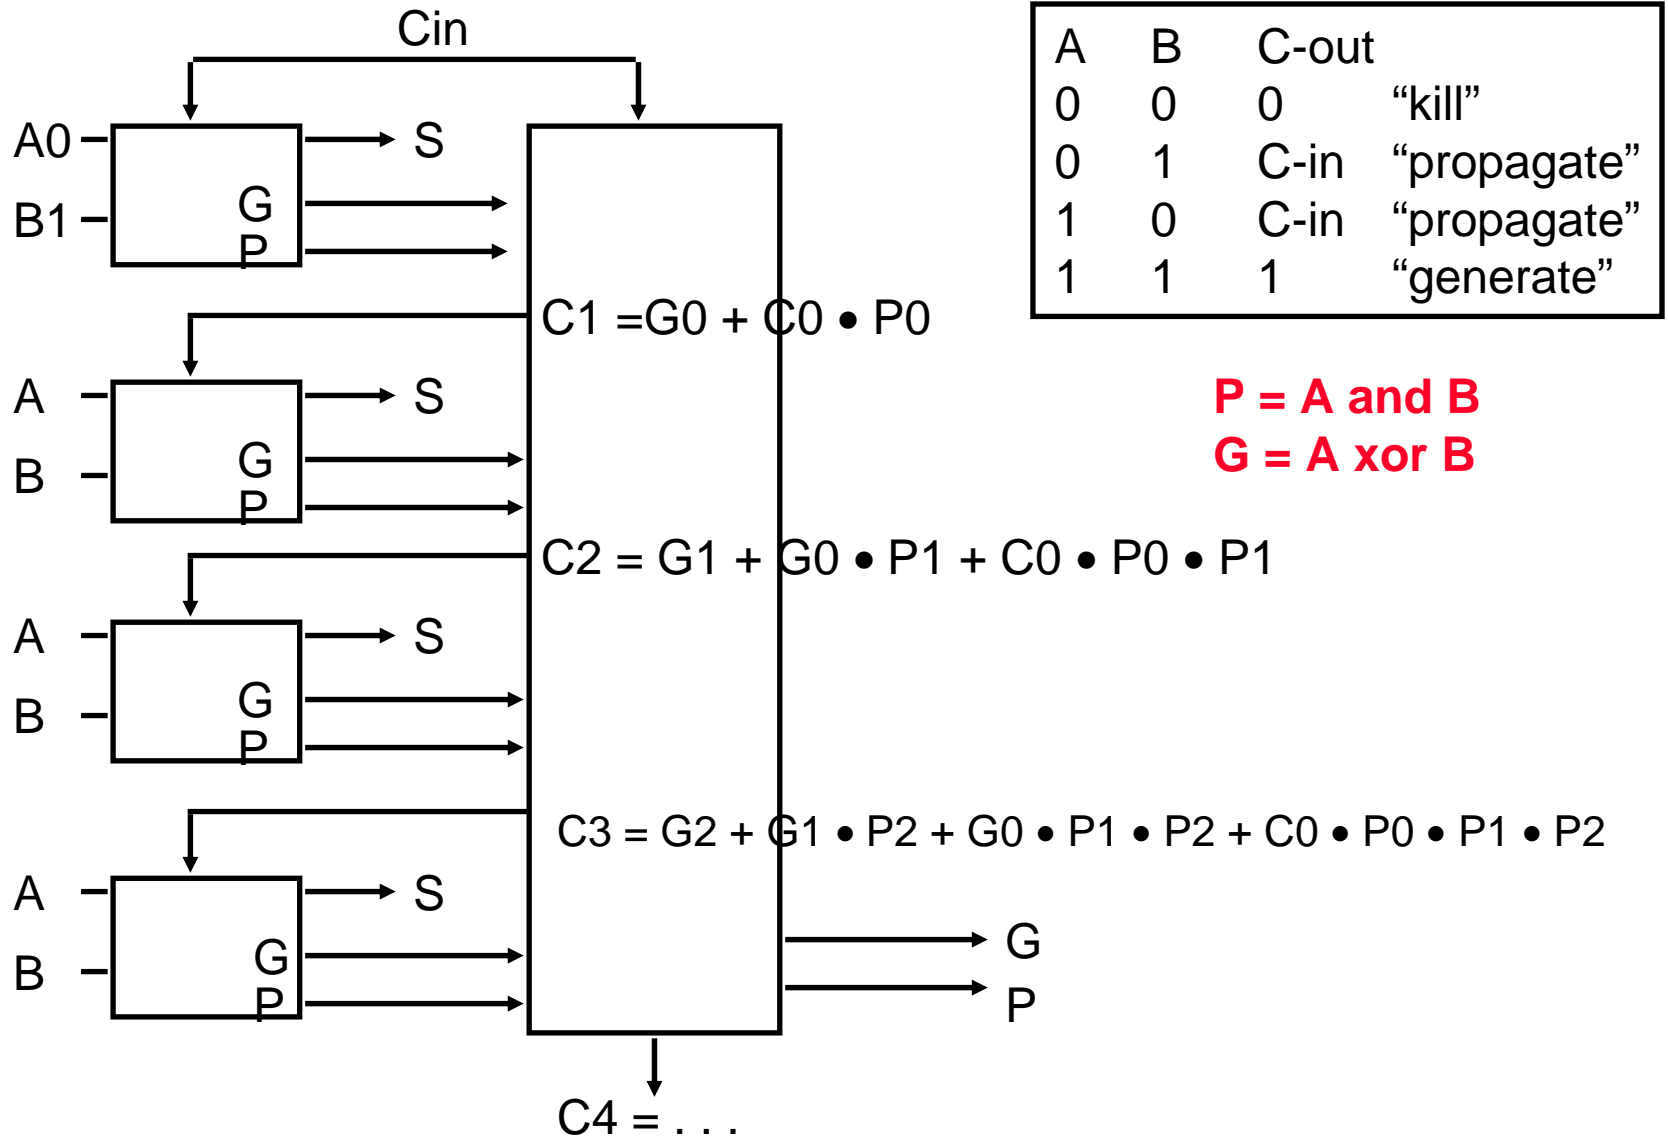 Cin
A B C-out
0 0 0 “kill”
0 1 C-in “propagate”
1 0 C-in “propagate”
1 1 1 “generate”
A0
S
B1
G
P
C1 =G0 + C0 • P0
P = A and B
G = A xor B
A
S
B
G
P
C2 = G1 + G0 • P1 + C0 • P0 • P1
A
S
B
G
P
C3 = G2 + G1 • P2 + G0 • P1 • P2 + C0 • P0 • P1 • P2
A
S
B
G
P
G
P
C4 = . . .